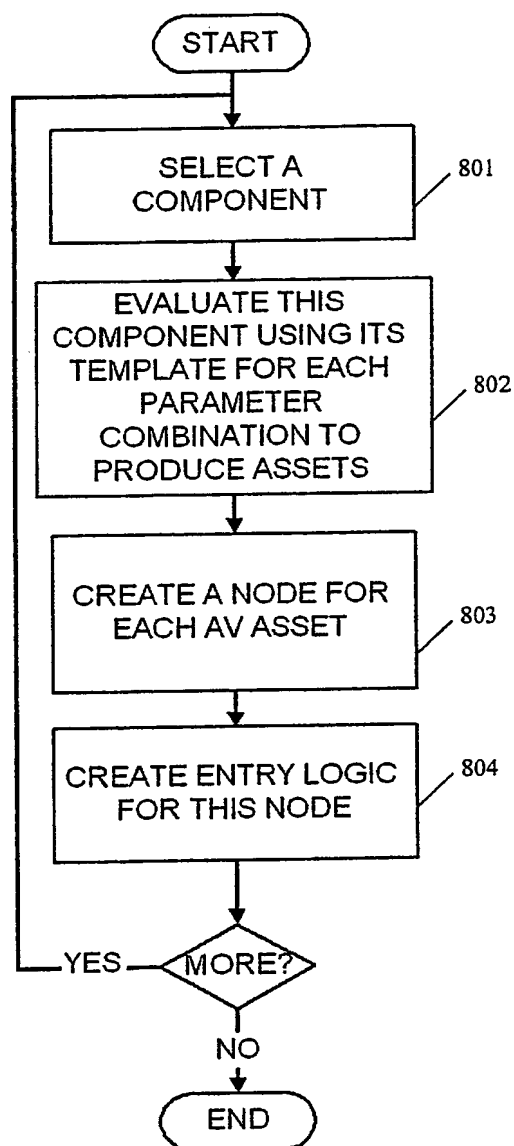 START
SELECT A
COMPONENT
801
EVALUATE THIS
COMPONENT USING ITS
TEMPLATE FOR EACH
PARAMETER
COMBINATION TO
PRODUCE ASSETS
802
CREATE A NODE FOR
EACH AV ASSET
803
CREATE ENTRY LOGIC
FOR THIS NODE
804
YES
MORE?
NO
END